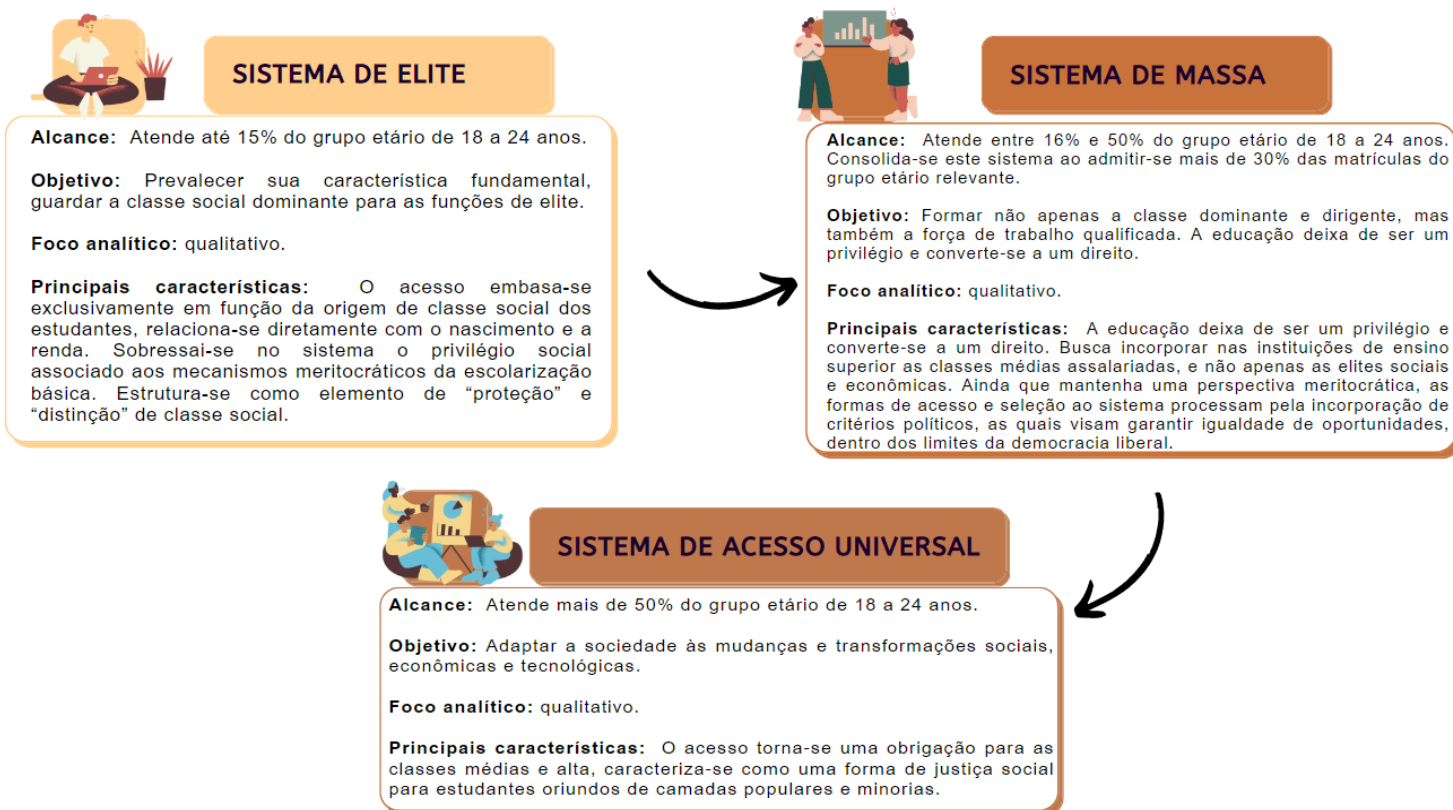 SISTEMA DE ELITE
Alcance: Atende até 15% do grupo etário de 18 a 24 anos.
Objetivo: Prevalecer sua característica fundamental,
guardar a classe social dominante para as funções de elite.
Foco analítico: qualitativo.
Principais características: O acesso embasa-se
exclusivamente em função da origem de classe social dos
estudantes, relaciona-se diretamente com o nascimento e a
renda. Sobressai-se no sistema o privilégio social
associado aos mecanismos meritocráticos da escolarização
básica. Estrutura-se como elemento de “proteção” e
“distinção” de classe social.
SISTEMA DE MASSA
Alcance: Atende entre 16% e 50% do grupo etário de 18 a 24 anos.
Consolida-se este sistema ao admitir-se mais de 30% das matrículas do
grupo etário relevante.
Objetivo: Formar não apenas a classe dominante e dirigente, mas
também a força de trabalho qualificada. A educação deixa de ser um
privilégio e converte-se a um direito.
Foco analítico: qualitativo.
Principais características: A educação deixa de ser um privilégio e
converte-se a um direito. Busca incorporar nas instituições de ensino
superior as classes médias assalariadas, e não apenas as elites sociais
e econômicas. Ainda que mantenha uma perspectiva meritocrática, as
formas de acesso e seleção ao sistema processam pela incorporação de
critérios políticos, as quais visam garantir igualdade de oportunidades,
dentro dos limites da democracia liberal.
SISTEMA DE ACESSO UNIVERSAL
Alcance: Atende mais de 50% do grupo etário de 18 a 24 anos.
Objetivo: Adaptar a sociedade às mudanças e transformações sociais,
econômicas e tecnológicas.
Foco analítico: qualitativo.
Principais características: O acesso torna-se uma obrigação para as
classes médias e alta, caracteriza-se como uma forma de justiça social
para estudantes oriundos de camadas populares e minorias.